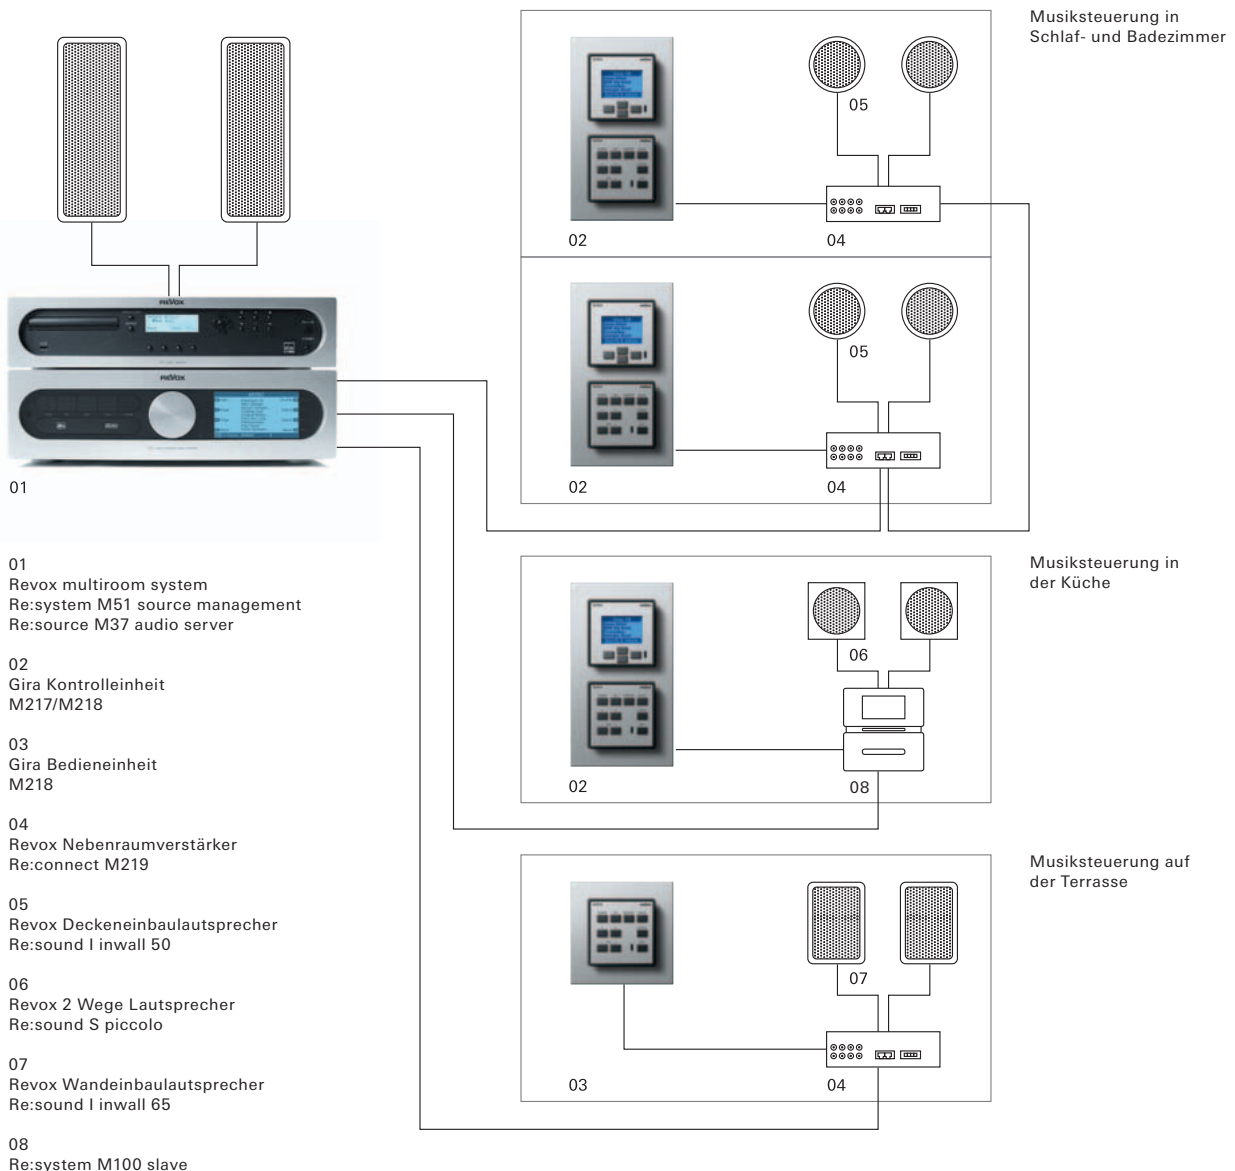 Musiksteuerung in
Schlaf- und Badezimmer
05
02
04
REVOX
REVOX
05
02
04
01
01
Revox multiroom system
Re:system M51 source management
Re:source M37 audio server
02
Gira Kontrolleinheit
M217/M218
03
Gira Bedieneinheit
M218
04
Revox Nebenraumverstärker
Re:connect M219
05
Revox Deckeneinbaulautsprecher
Re:sound I inwall 50
06
Revox 2 Wege Lautsprecher
Re:sound S piccolo
07
Revox Wandeinbaulautsprecher
Re:sound I inwall 65
08
Re:system M100 slave
Musiksteuerung in
der Küche
06
02
08
Musiksteuerung auf
der Terrasse
07
03
04